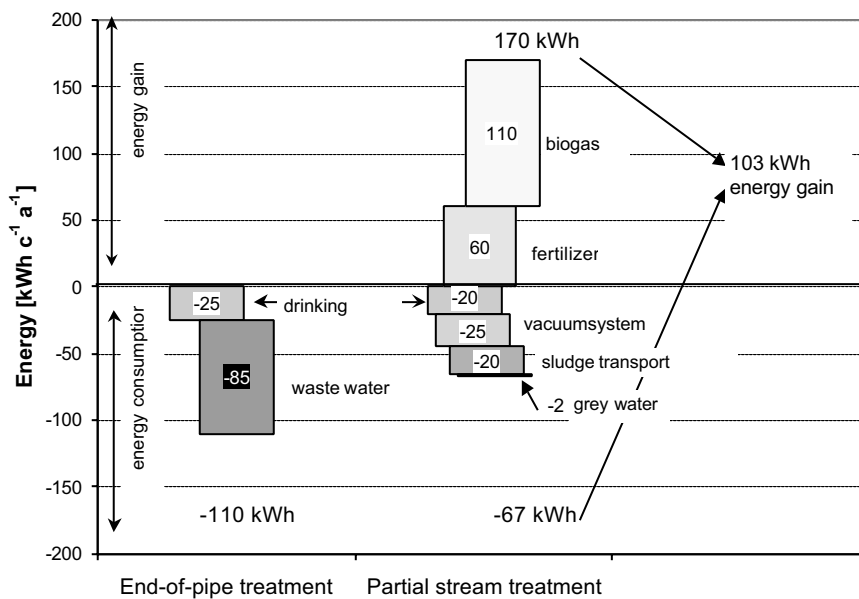 200
150
100
50
0
-50
-100
-150
-200
Energy [kWh c⁻¹ a⁻¹]
energy gain
energy consumptior
170 kWh
110
biogas
103 kWh
energy gain
60
fertilizer
-25
drinking
-20
-25
vacuumsystem
-85
waste water
-20
sludge transport
-2 grey water
-110 kWh
-67 kWh
End-of-pipe treatment
Partial stream treatment